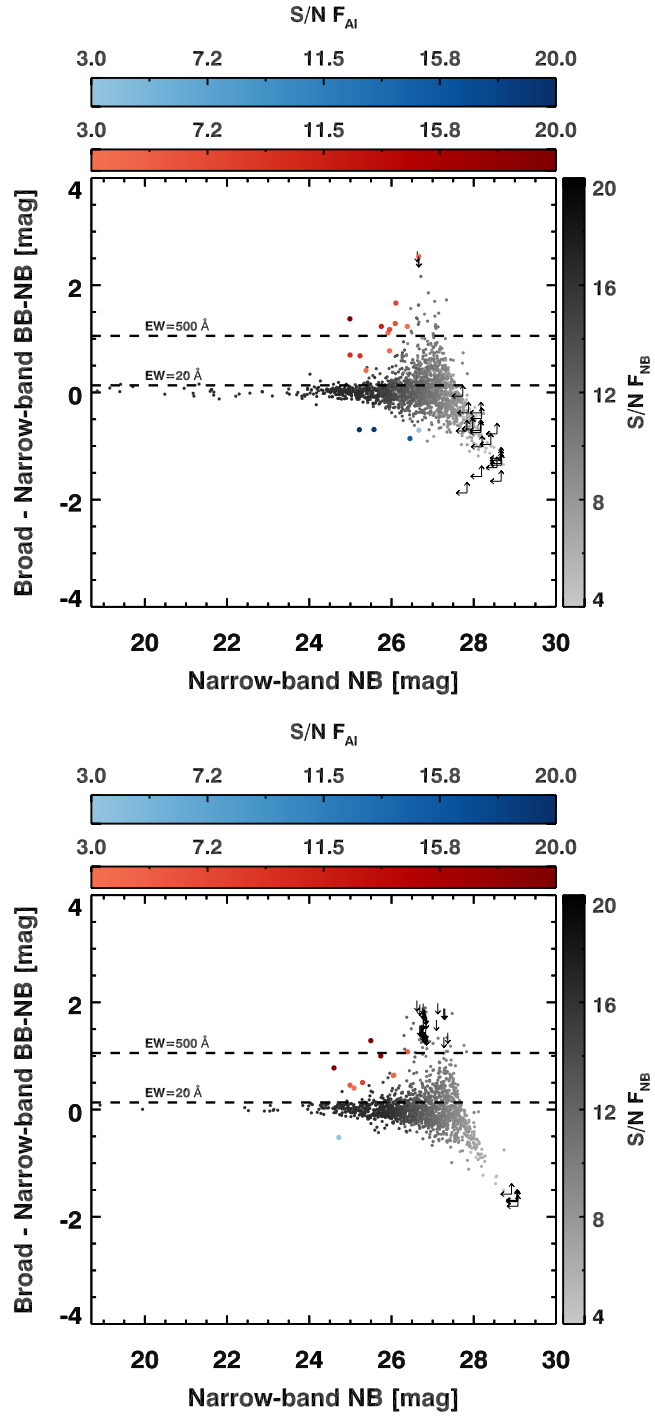 S/N F_AI
3.0 7.2 11.5 15.8 20.0
3.0 7.2 11.5 15.8 20.0
Broad - Narrow-band BB-NB [mag]
4
2
0
-2
-4
EW=500 Å
EW=20 Å
20 22 24 26 28 30
Narrow-band NB [mag]
20
16
12
8
4
S/N F_NB
S/N F_AI
3.0 7.2 11.5 15.8 20.0
3.0 7.2 11.5 15.8 20.0
Broad - Narrow-band BB-NB [mag]
4
2
0
-2
-4
EW=500 Å
EW=20 Å
20 22 24 26 28 30
Narrow-band NB [mag]
20
16
12
8
4
S/N F_NB